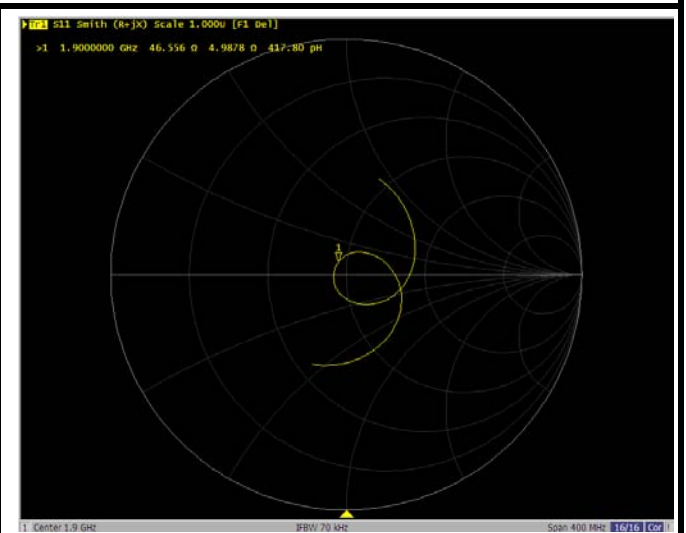 Tr1 S11 Smith (R+jX) Scale 1.000U [F1 Del]
>1 1.9000000 GHz 46.556 Ω 4.9878 Ω 417.80 pH
1
1 Center 1.9 GHz IFBW 70 kHz Span 400 MHz 16/16 Cor !